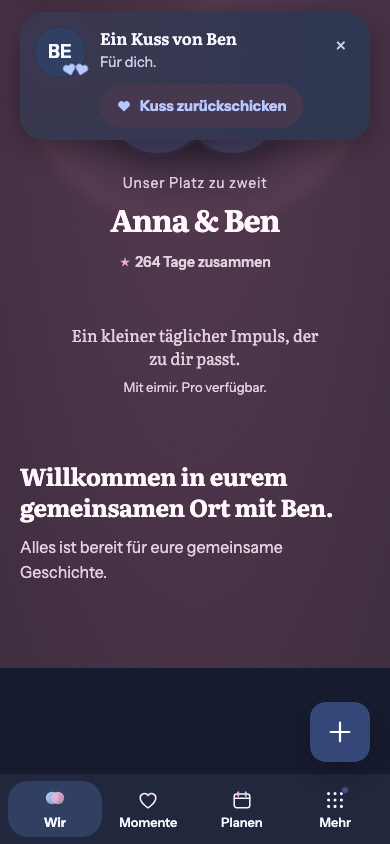 BE
Ein Kuss von Ben
Für dich.
Kuss zurückschicken
Unser Platz zu zweit
Anna & Ben
264 Tage zusammen
Ein kleiner täglicher Impuls, der
zu dir passt.
Mit eimir. Pro verfügbar.
Willkommen in eurem
gemeinsamen Ort mit Ben.
Alles ist bereit für eure gemeinsame
Geschichte.
Wir
Momente
Planen
Mehr